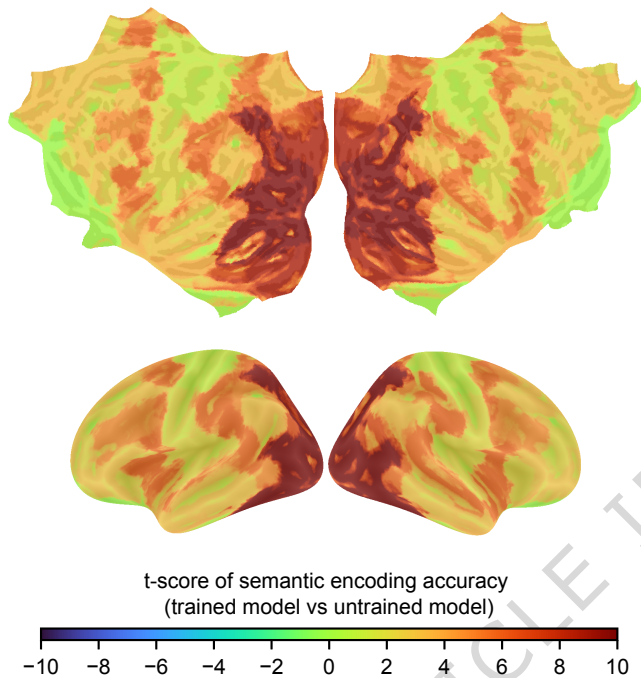 t-score of semantic encoding accuracy
(trained model vs untrained model)
−10 −8 −6 −4 −2 0 2 4 6 8 10